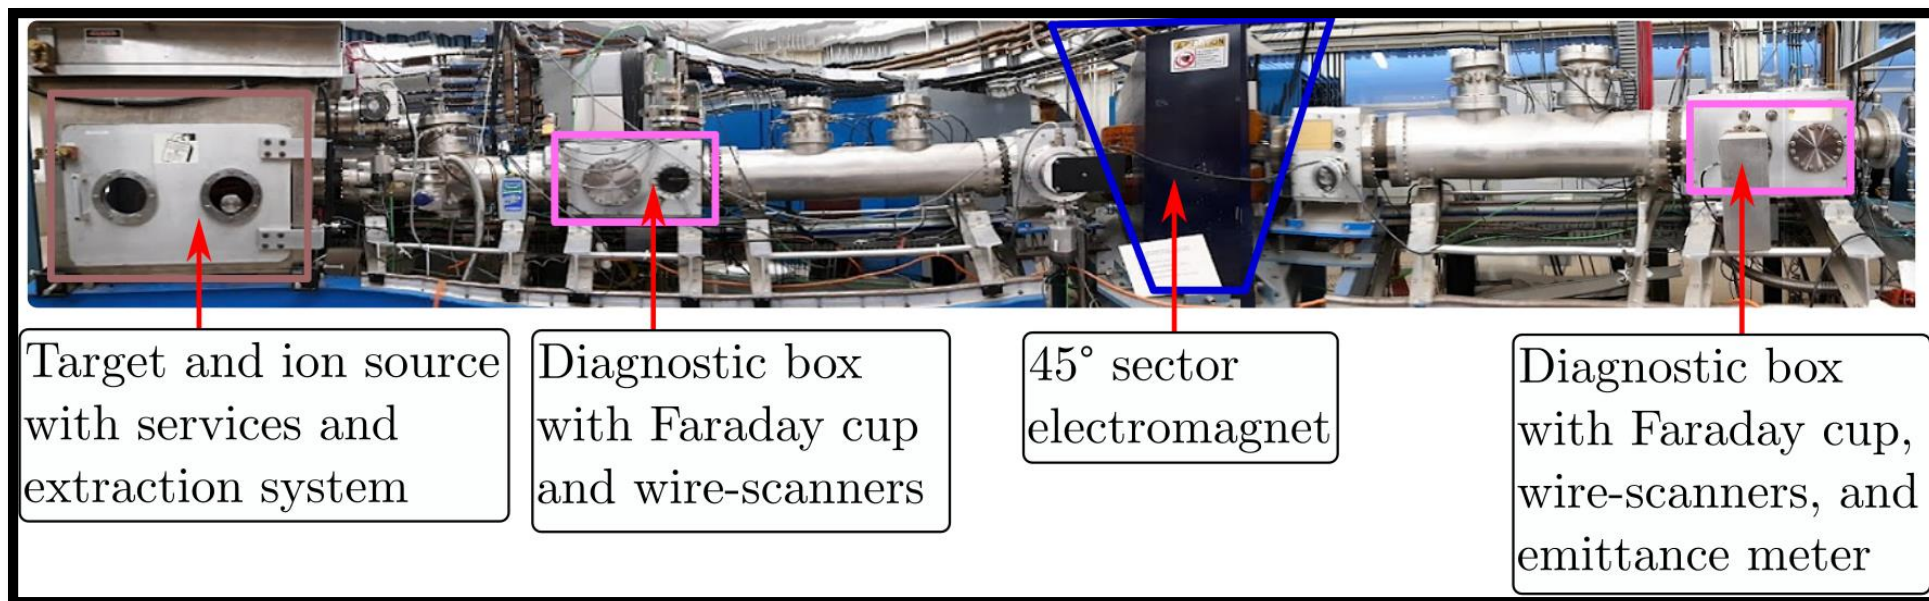 Target and ion source
with services and
extraction system
Diagnostic box
with Faraday cup
and wire-scanners
45° sector
electromagnet
Diagnostic box
with Faraday cup,
wire-scanners, and
emittance meter